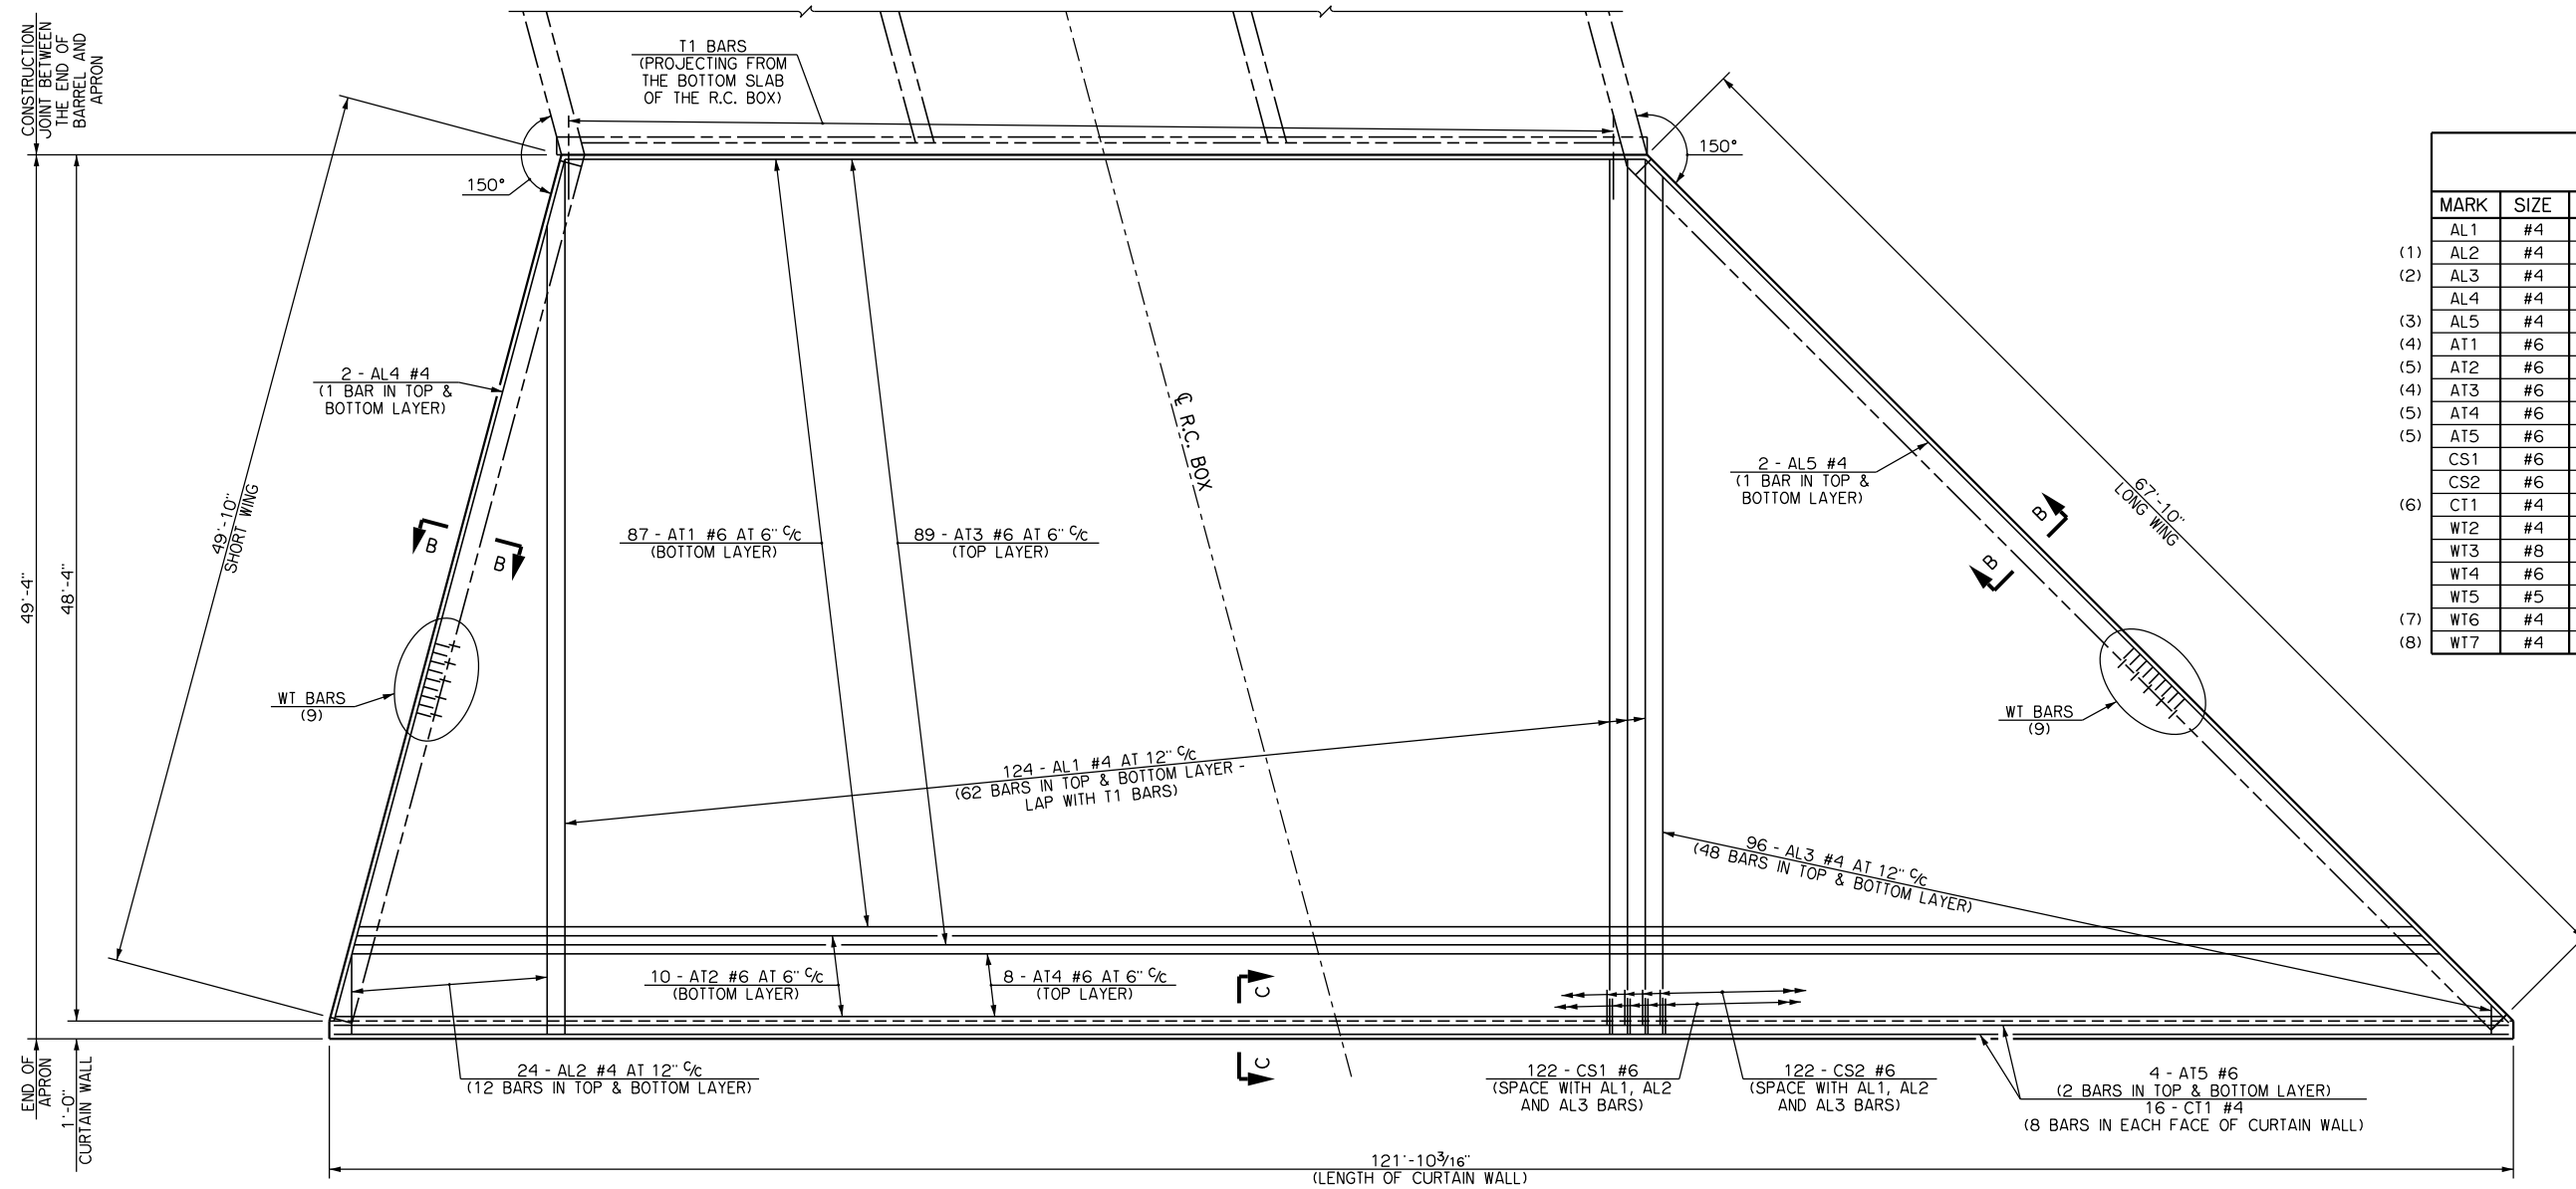 CONSTRUCTION
JOINT BETWEEN
THE END OF
BARREL AND
APRON
T1 BARS
(PROJECTING FROM
THE BOTTOM SLAB
OF THE R.C. BOX)
150°
150°
49'-4"
48'-4"
49'-10"
SHORT WING
2 - AL4 #4
(1 BAR IN TOP &
BOTTOM LAYER)
B
B
WT BARS
(9)
87 - AT1 #6 AT 6" C/c
(BOTTOM LAYER)
89 - AT3 #6 AT 6" C/c
(TOP LAYER)
℄ R.C. BOX
2 - AL5 #4
(1 BAR IN TOP &
BOTTOM LAYER)
B
B
67'-10"
LONG WING
WT BARS
(9)
124 - AL1 #4 AT 12" C/c
(62 BARS IN TOP & BOTTOM LAYER -
LAP WITH T1 BARS)
96 - AL3 #4 AT 12" C/c
(48 BARS IN TOP & BOTTOM LAYER)
10 - AT2 #6 AT 6" C/c
(BOTTOM LAYER)
8 - AT4 #6 AT 6" C/c
(TOP LAYER)
C
C
END OF
APRON
1'-0"
CURTAIN WALL
24 - AL2 #4 AT 12" C/c
(12 BARS IN TOP & BOTTOM LAYER)
122 - CS1 #6
(SPACE WITH AL1, AL2
AND AL3 BARS)
122 - CS2 #6
(SPACE WITH AL1, AL2
AND AL3 BARS)
4 - AT5 #6
(2 BARS IN TOP & BOTTOM LAYER)
16 - CT1 #4
(8 BARS IN EACH FACE OF CURTAIN WALL)
121'-10 3/16"
(LENGTH OF CURTAIN WALL)
MARK SIZE
AL1 #4
(1) AL2 #4
(2) AL3 #4
AL4 #4
(3) AL5 #4
(4) AT1 #6
(5) AT2 #6
(4) AT3 #6
(5) AT4 #6
(5) AT5 #6
CS1 #6
CS2 #6
(6) CT1 #4
WT2 #4
WT3 #8
WT4 #6
WT5 #5
(7) WT6 #4
(8) WT7 #4